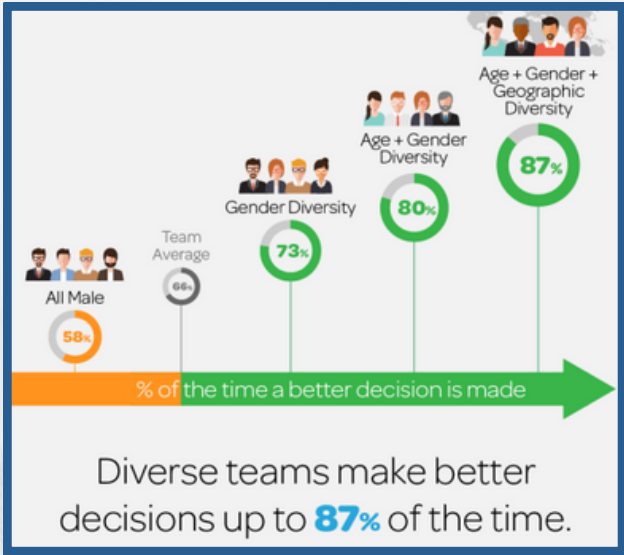 All Male
58%
Team
Average
66%
Gender Diversity
73%
Age + Gender
Diversity
80%
Age + Gender +
Geographic
Diversity
87%
% of the time a better decision is made
Diverse teams make better
decisions up to 87% of the time.